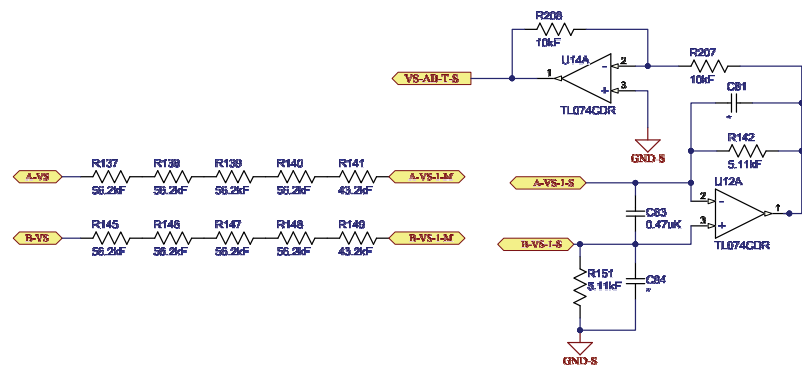 R208
10kF
U14A
VS-AB-T-S
1
2
3
TL074CDR
R207
10kF
C81
*
GND-S
R142
5.11kF
U12A
R137
R138
R139
R140
R141
A-VS
A-VS-1-M
56.2kF
56.2kF
56.2kF
56.2kF
43.2kF
A-VS-1-S
2
3
1
C83
0.47uK
TL074CDR
R145
R146
R147
R148
R149
B-VS
B-VS-1-M
56.2kF
56.2kF
56.2kF
56.2kF
43.2kF
B-VS-1-S
R151
5.11kF
C84
*
GND-S